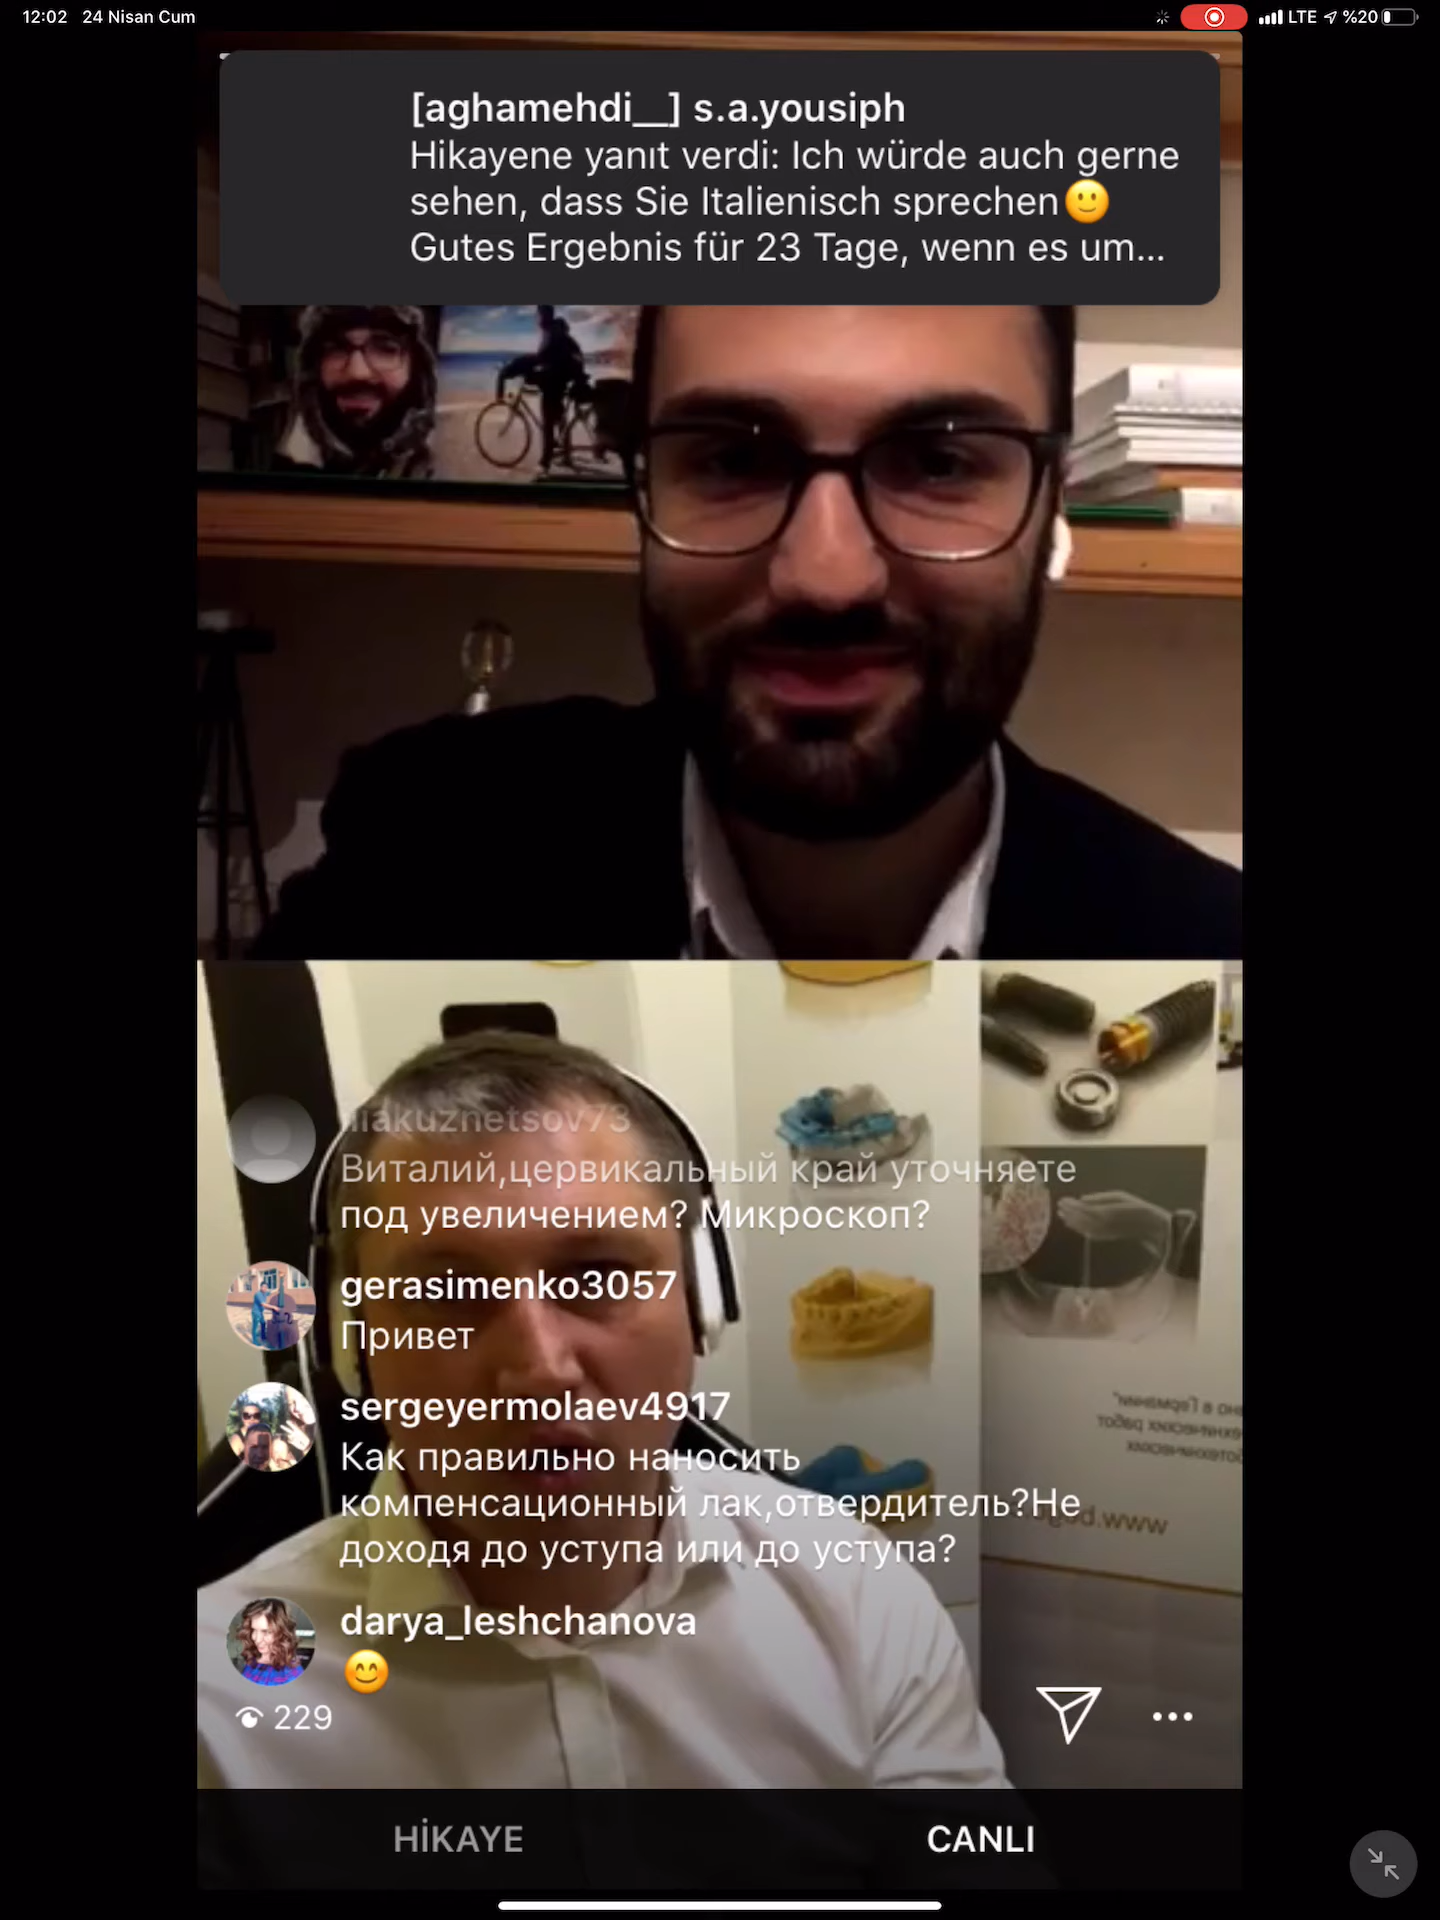 12:02 24 Nisan Cum
LTE %20
[aghamehdi__] s.a.yousiph
Hikayene yanıt verdi: Ich würde auch gerne
sehen, dass Sie Italienisch sprechen🙂
Gutes Ergebnis für 23 Tage, wenn es um...
iliakuznetsov73
Виталий,цервикальный край уточняете
под увеличением? Микроскоп?
gerasimenko3057
Привет
sergeyermolaev4917
Как правильно наносить
компенсационный лак,отвердитель?Не
доходя до уступа или до уступа?
darya_leshchanova
😊
229
HİKAYE
CANLI